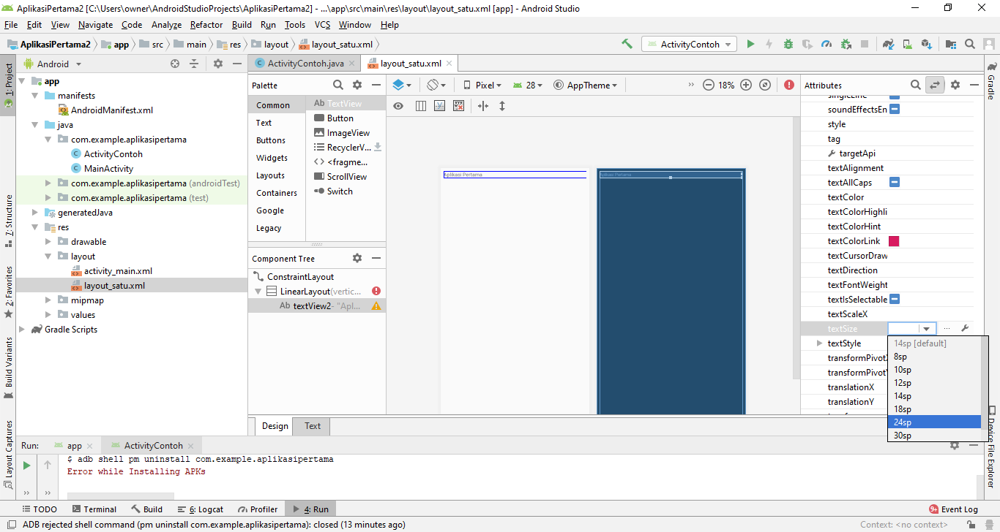 AplikasiPertama2 [C:\Users\owner\AndroidStudioProjects\AplikasiPertama2] - ...\app\src\main\res\layout\layout_satu.xml [app] - Android Studio
File Edit View Navigate Code Analyze Refactor Build Run Tools VCS Window Help
AplikasiPertama2 app src main res layout layout_satu.xml
ActivityContoh
1: Project
7: Structure
2: Favorites
Build Variants
Layout Captures
Android
app
manifests
AndroidManifest.xml
java
com.example.aplikasipertama
ActivityContoh
MainActivity
com.example.aplikasipertama (androidTest)
com.example.aplikasipertama (test)
generatedJava
res
drawable
layout
activity_main.xml
layout_satu.xml
mipmap
values
Gradle Scripts
ActivityContoh.java
layout_satu.xml
Palette
Common
Text
Buttons
Widgets
Layouts
Containers
Google
Legacy
Ab TextView
Button
ImageView
RecyclerV...
<fragme...
ScrollView
Switch
Component Tree
ConstraintLayout
LinearLayout(vertic...
Ab textView2- "Apl...
Pixel
28
AppTheme
18%
Aplikasi Pertama
Aplikasi Pertama
Design
Text
Attributes
soundEffectsEn
style
tag
targetApi
textAlignment
textAllCaps
textColor
textColorHighli
textColorHint
textColorLink
textCursorDraw
textDirection
textFontWeight
textIsSelectable
textScaleX
textSize
textStyle
transformPivotX
transformPivotY
translationX
translationY
14sp [default]
8sp
10sp
12sp
14sp
18sp
24sp
30sp
Gradle
Device File Explorer
Run: app ActivityContoh
$ adb shell pm uninstall com.example.aplikasipertama
Error while Installing APKs
TODO Terminal Build 6: Logcat Profiler 4: Run
9+ Event Log
ADB rejected shell command (pm uninstall com.example.aplikasipertama): closed (13 minutes ago)
Context: <no context>